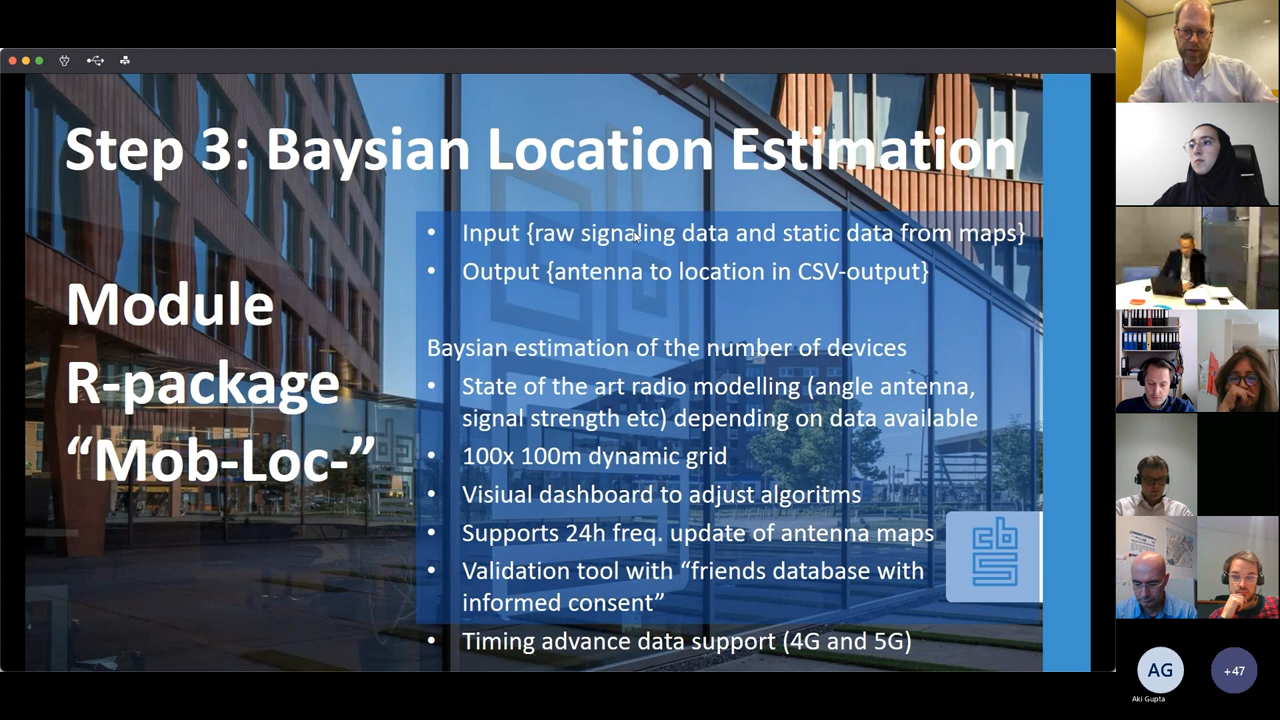 Step 3: Baysian Location Estimation
Module
R-package
“Mob-Loc-”
• Input {raw signaling data and static data from maps}
• Output {antenna to location in CSV-output}
Baysian estimation of the number of devices
• State of the art radio modelling (angle antenna,
signal strength etc) depending on data available
• 100x 100m dynamic grid
• Visiual dashboard to adjust algoritms
• Supports 24h freq. update of antenna maps
• Validation tool with “friends database with
informed consent”
• Timing advance data support (4G and 5G)
cbs
AG
Aki Gupta
+47